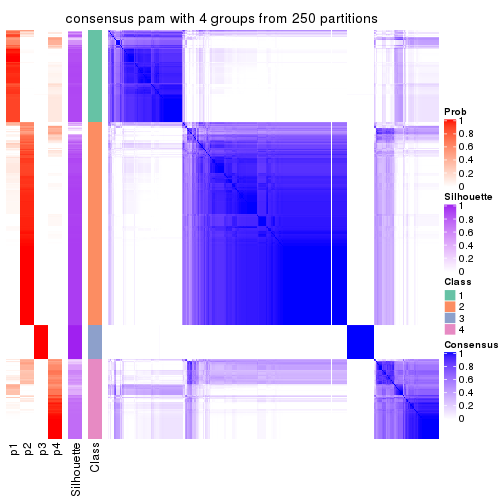 consensus pam with 4 groups from 250 partitions
Prob
1
0.8
0.6
0.4
0.2
0
Silhouette
1
0.8
0.6
0.4
0.2
0
Class
1
2
3
4
Consensus
1
0.8
0.6
0.4
0.2
0
p1
p2
p3
p4
Silhouette
Class